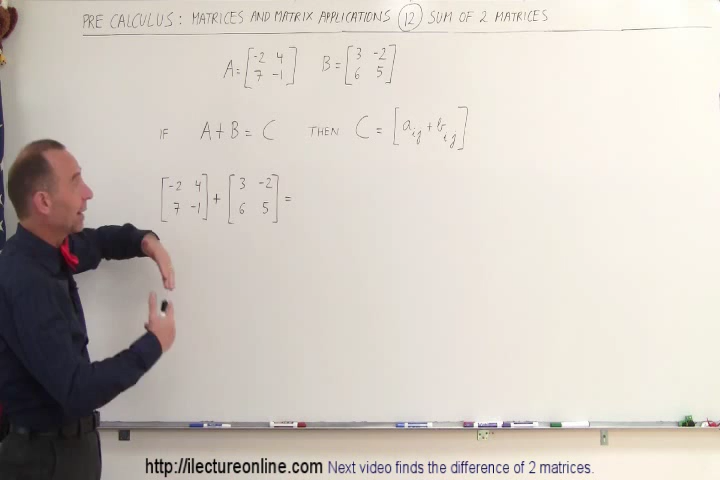 PRE CALCULUS: MATRICES AND MATRIX APPLICATIONS 12 SUM OF 2 MATRICES
A = [-2 4 7 -1] B = [3 -2 6 5]
IF A + B = C THEN C = [a_ij + b_ij]
[-2 4 7 -1] + [3 -2 6 5] =
http://ilectureonline.com Next video finds the difference of 2 matrices.